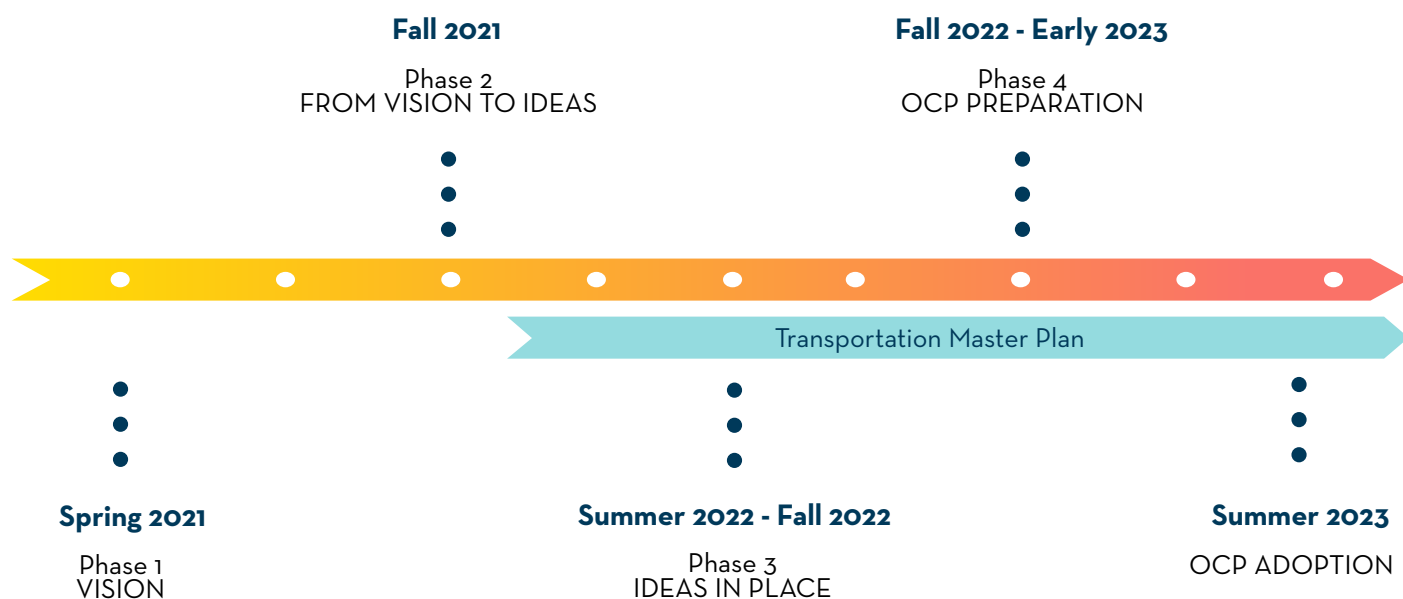 Fall 2021
Phase 2
FROM VISION TO IDEAS
Fall 2022 - Early 2023
Phase 4
OCP PREPARATION
Transportation Master Plan
Spring 2021
Phase 1
VISION
Summer 2022 - Fall 2022
Phase 3
IDEAS IN PLACE
Summer 2023
OCP ADOPTION